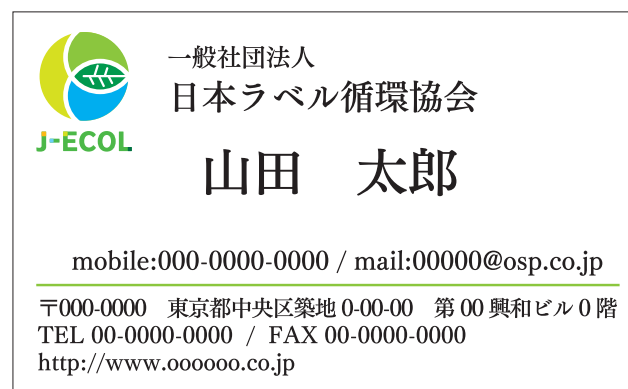 一般社団法人
日本ラベル循環協会
J-ECOL
山田　太郎
mobile:000-0000-0000 / mail:00000@osp.co.jp
〒000-0000　東京都中央区築地 0-00-00　第 00 興和ビル 0 階
TEL 00-0000-0000 / FAX 00-0000-0000
http://www.oooooo.co.jp